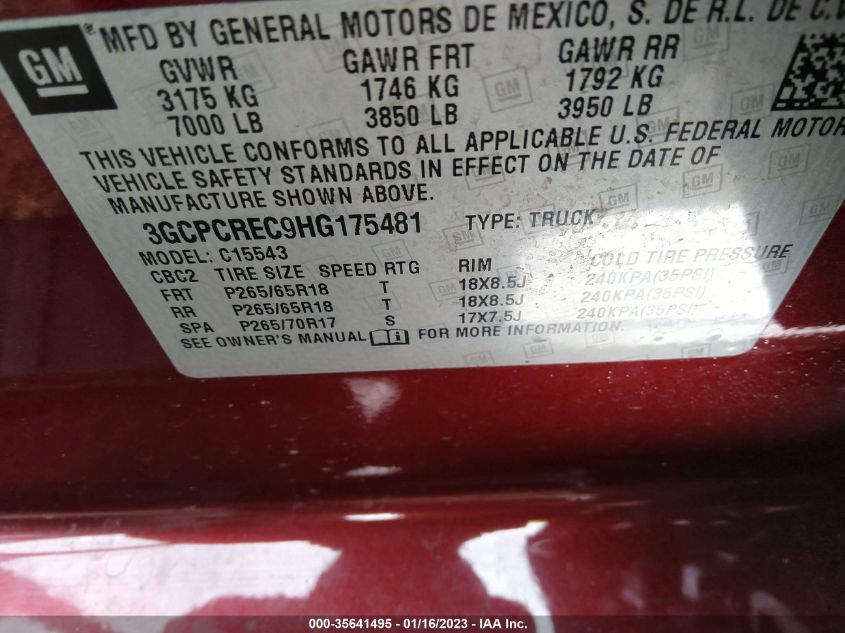 GM
® MFD BY GENERAL MOTORS DE MEXICO, S. DE R.L. DE C.V
GVWR GAWR FRT GAWR RR
3175 KG 1746 KG 1792 KG
7000 LB 3850 LB 3950 LB
THIS VEHICLE CONFORMS TO ALL APPLICABLE U.S. FEDERAL MOTOR
VEHICLE SAFETY STANDARDS IN EFFECT ON THE DATE OF
MANUFACTURE SHOWN ABOVE.
3GCPCREC9HG175481 TYPE: TRUCK
MODEL: C15543
CBC2 TIRE SIZE SPEED RTG RIM COLD TIRE PRESSURE
FRT P265/65R18 T 18X8.5J 240KPA(35PSI)
RR P265/65R18 T 18X8.5J 240KPA(35PSI)
SPA P265/70R17 S 17X7.5J 240KPA(35PSI)
SEE OWNER'S MANUAL FOR MORE INFORMATION.
000-35641495 - 01/16/2023 - IAA Inc.